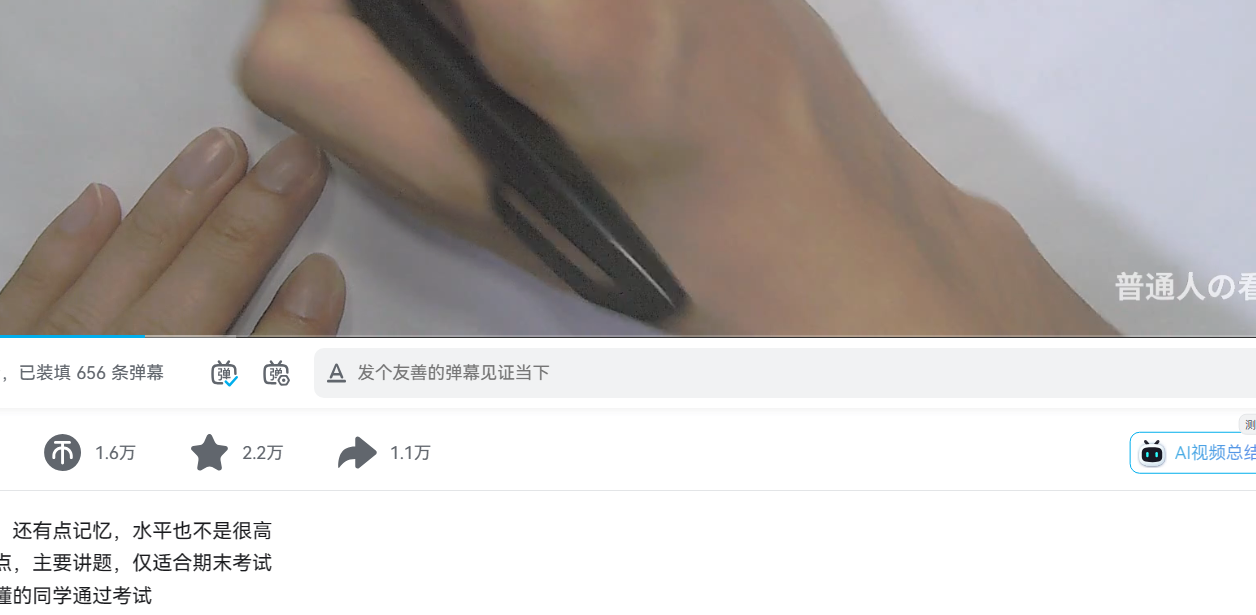 普通人の看
，已装填 656 条弹幕
弹
弹
A
发个友善的弹幕见证当下
1.6万
2.2万
1.1万
测
AI视频总结
还有点记忆，水平也不是很高
点，主要讲题，仅适合期末考试
懂的同学通过考试